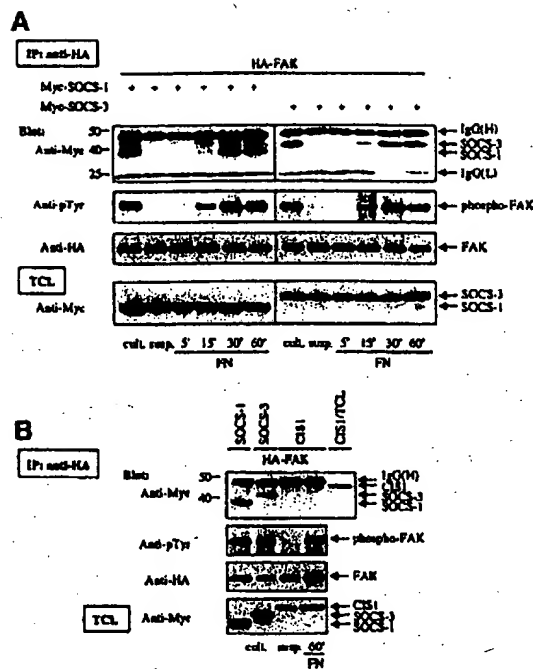 A
IP: anti-HA
HA-FAK
Myc-SOCS-1 + + + + + +
Myc-SOCS-3 + + + + + +
Blot: 50
Anti-Myc 40
25
IgG(H)
SOCS-3
SOCS-1
IgG(L)
Anti-pTyr phospho-FAK
Anti-HA FAK
TCL
Anti-Myc SOCS-3
SOCS-1
cult. susp. 5' 15' 30' 60' cult. susp. 5' 15' 30' 60'
FN FN
B
SOCS-1 SOCS-3 CIS1 CIS1/TCL
IP: anti-HA
HA-FAK
Blot: 50
Anti-Myc 40
IgG(H)
CIS1
SOCS-3
SOCS-1
Anti-pTyr phospho-FAK
Anti-HA FAK
TCL Anti-Myc CIS1
SOCS-3
SOCS-1
cult. susp. 60'
FN